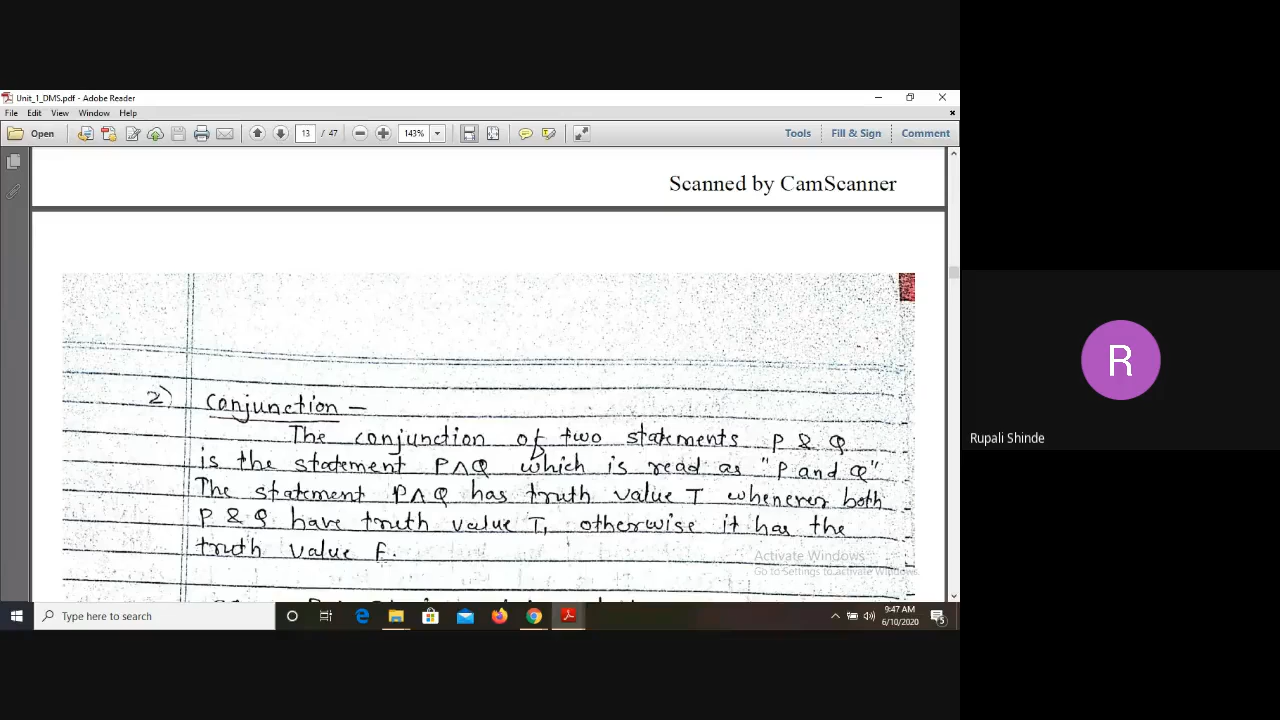 Unit_1_DMS.pdf - Adobe Reader
File Edit View Window Help
Open 13 / 47 143% Tools Fill & Sign Comment
Scanned by CamScanner
2) Conjunction —
The conjunction of two statements P & Q
is the statement P∧Q which is read as "P and Q"
The statement P∧Q has truth value T whenever both
P & Q have truth value T, otherwise it has the
truth value F.
Activate Windows
Go to Settings to activate Windows.
R
Rupali Shinde
Type here to search
9:47 AM
6/10/2020
5